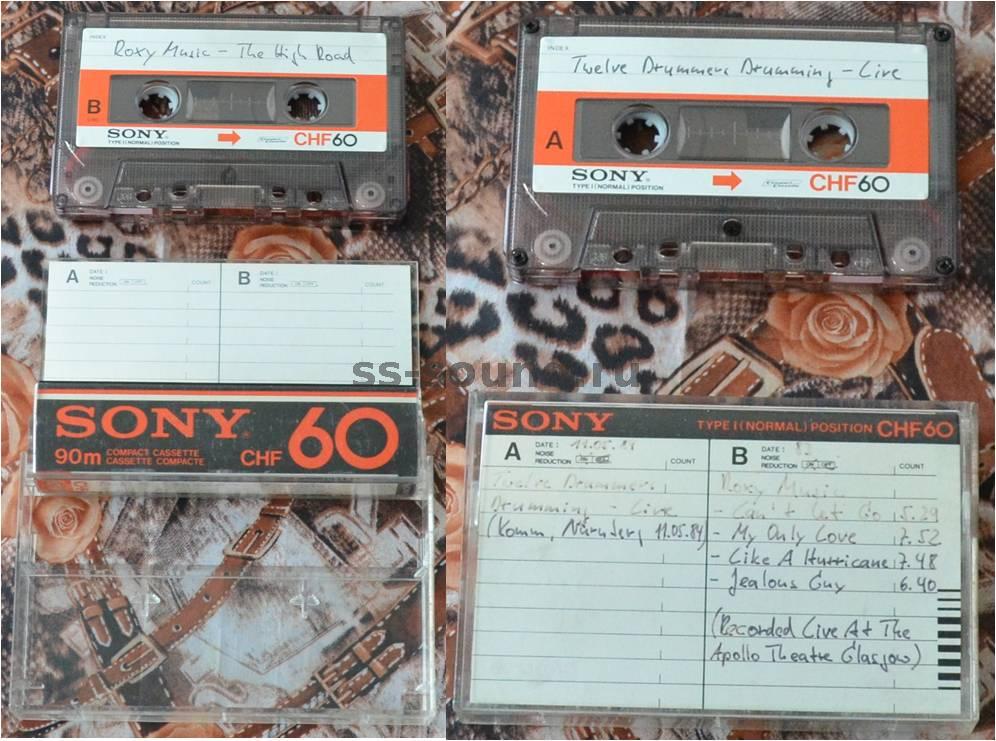 INDEX
Roxy Music - The High Road
B
SONY
TYPE I (NORMAL) POSITION
CHF60
INDEX
Twelve Drummers Drumming - Live
A
SONY
TYPE I (NORMAL) POSITION
CHF60
A DATE : B DATE :
NOISE REDUCTION COUNT NOISE REDUCTION COUNT
SONY
90m COMPACT CASSETTE
CASSETTE COMPACTE
CHF 60
ss-sound.ru
SONY TYPE I (NORMAL) POSITION CHF60
A DATE : 11.05.84 B DATE :
NOISE REDUCTION COUNT NOISE REDUCTION COUNT
Twelve Drummers Roxy Music
Drumming - Live - Can't Let Go 5.29
(Komm, Nürnberg 11.05.84) - My Only Love 7.52
- Like A Hurricane 7.48
- Jealous Guy 6.40
(Recorded Live At The
Apollo Theatre Glasgow)